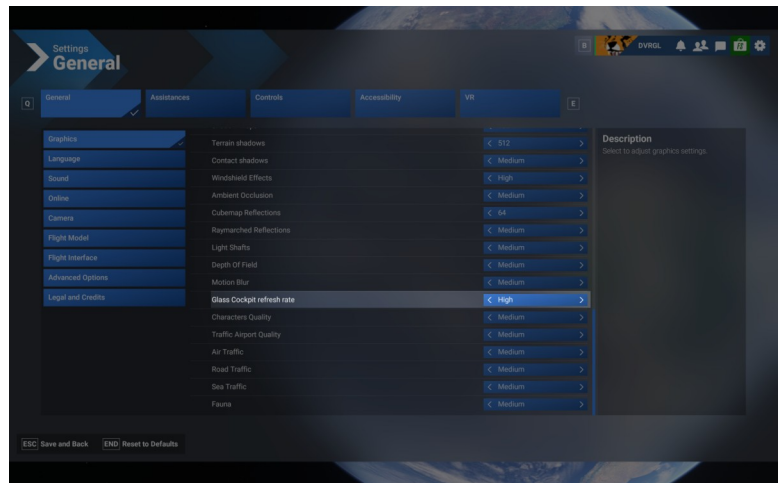 Settings
General
B
DVRGL
Q
General
Assistances
Controls
Accessibility
VR
E
Graphics
Language
Sound
Online
Camera
Flight Model
Flight Interface
Advanced Options
Legal and Credits
Terrain shadows
512
Contact shadows
Medium
Windshield Effects
High
Ambient Occlusion
Medium
Cubemap Reflections
64
Raymarched Reflections
Medium
Light Shafts
Medium
Depth Of Field
Medium
Motion Blur
Medium
Glass Cockpit refresh rate
High
Characters Quality
Medium
Traffic Airport Quality
Medium
Air Traffic
Medium
Road Traffic
Medium
Sea Traffic
Medium
Fauna
Medium
Description
Select to adjust graphics settings.
ESC Save and Back
END Reset to Defaults